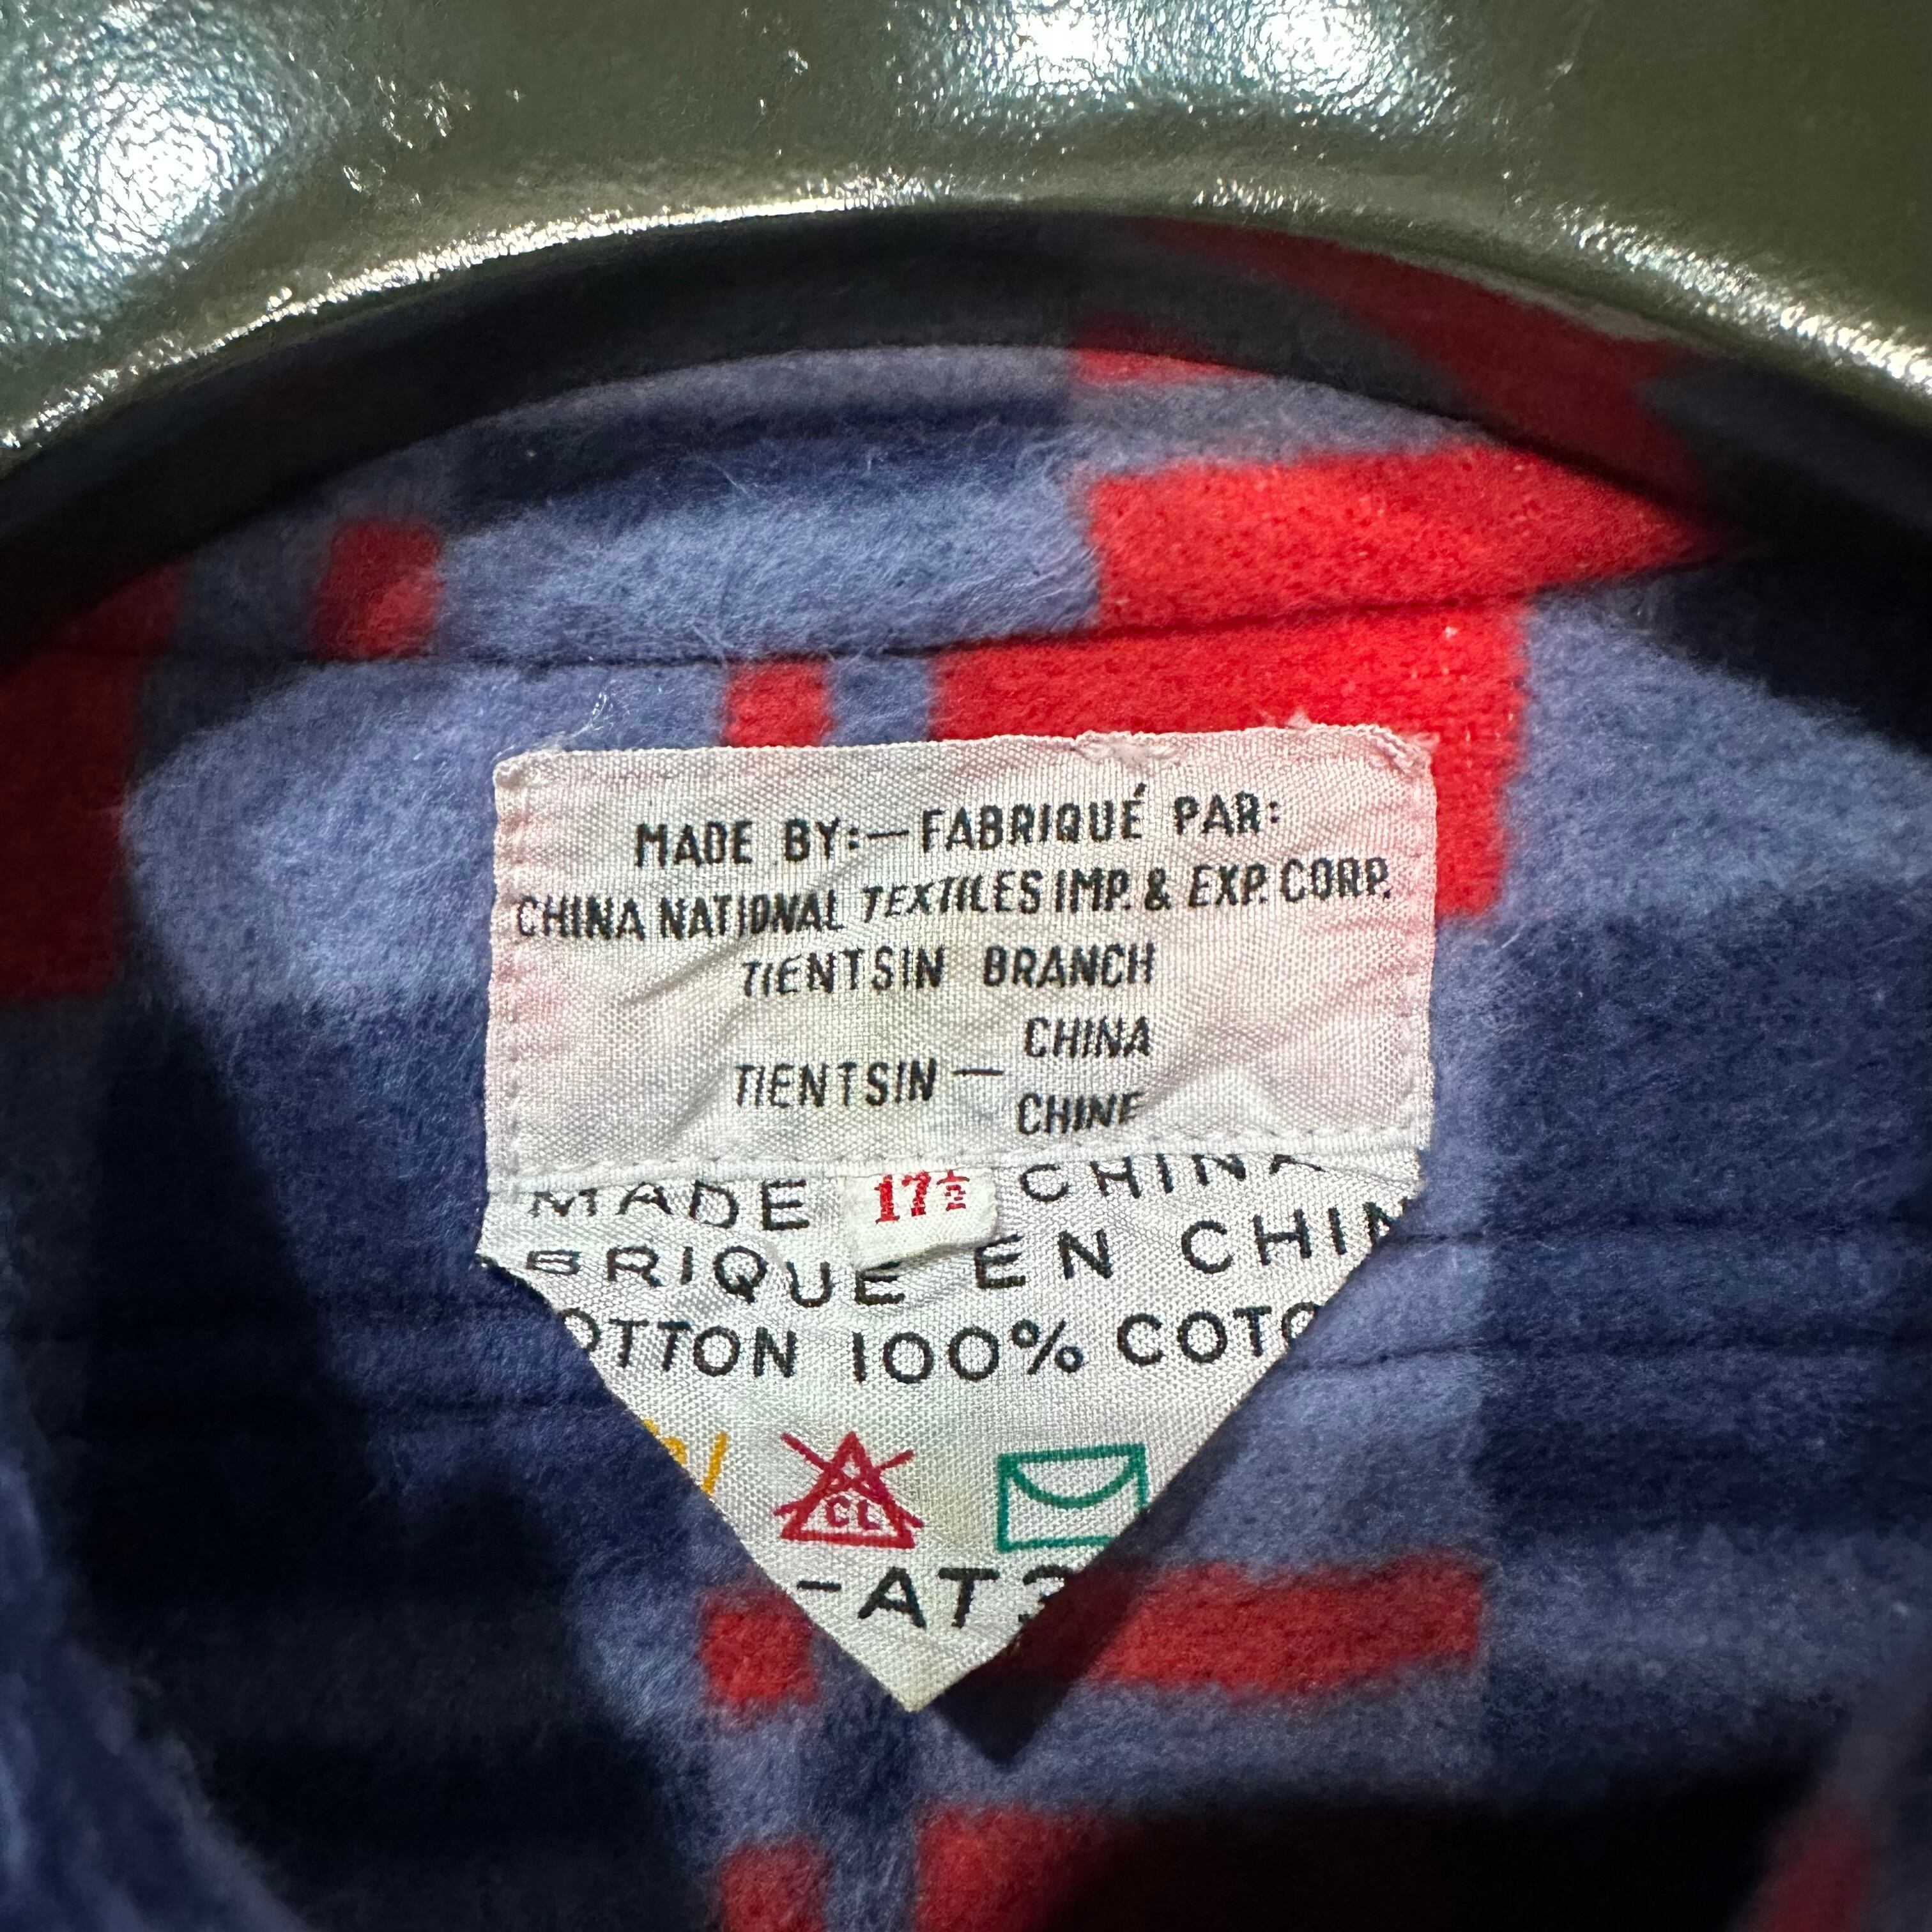 MADE BY:—FABRIQUÉ PAR:
CHINA NATIONAL TEXTILES IMP. & EXP. CORP.
TIENTSIN BRANCH
CHINA
TIENTSIN —
CHINE
MADE 17½ CHINA
BRIQUE EN CHIN
OTTON 100% COTO
CL
-AT3